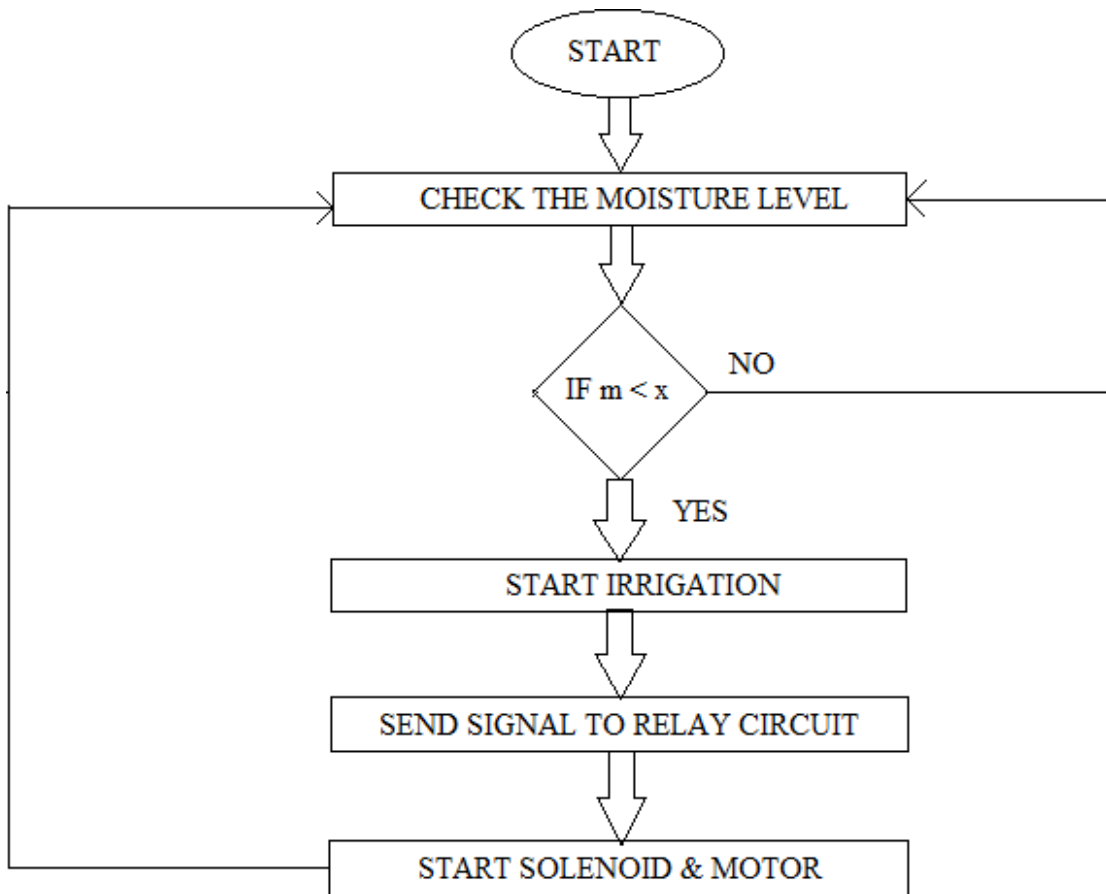 START
CHECK THE MOISTURE LEVEL
IF m < x
NO
YES
START IRRIGATION
SEND SIGNAL TO RELAY CIRCUIT
START SOLENOID & MOTOR